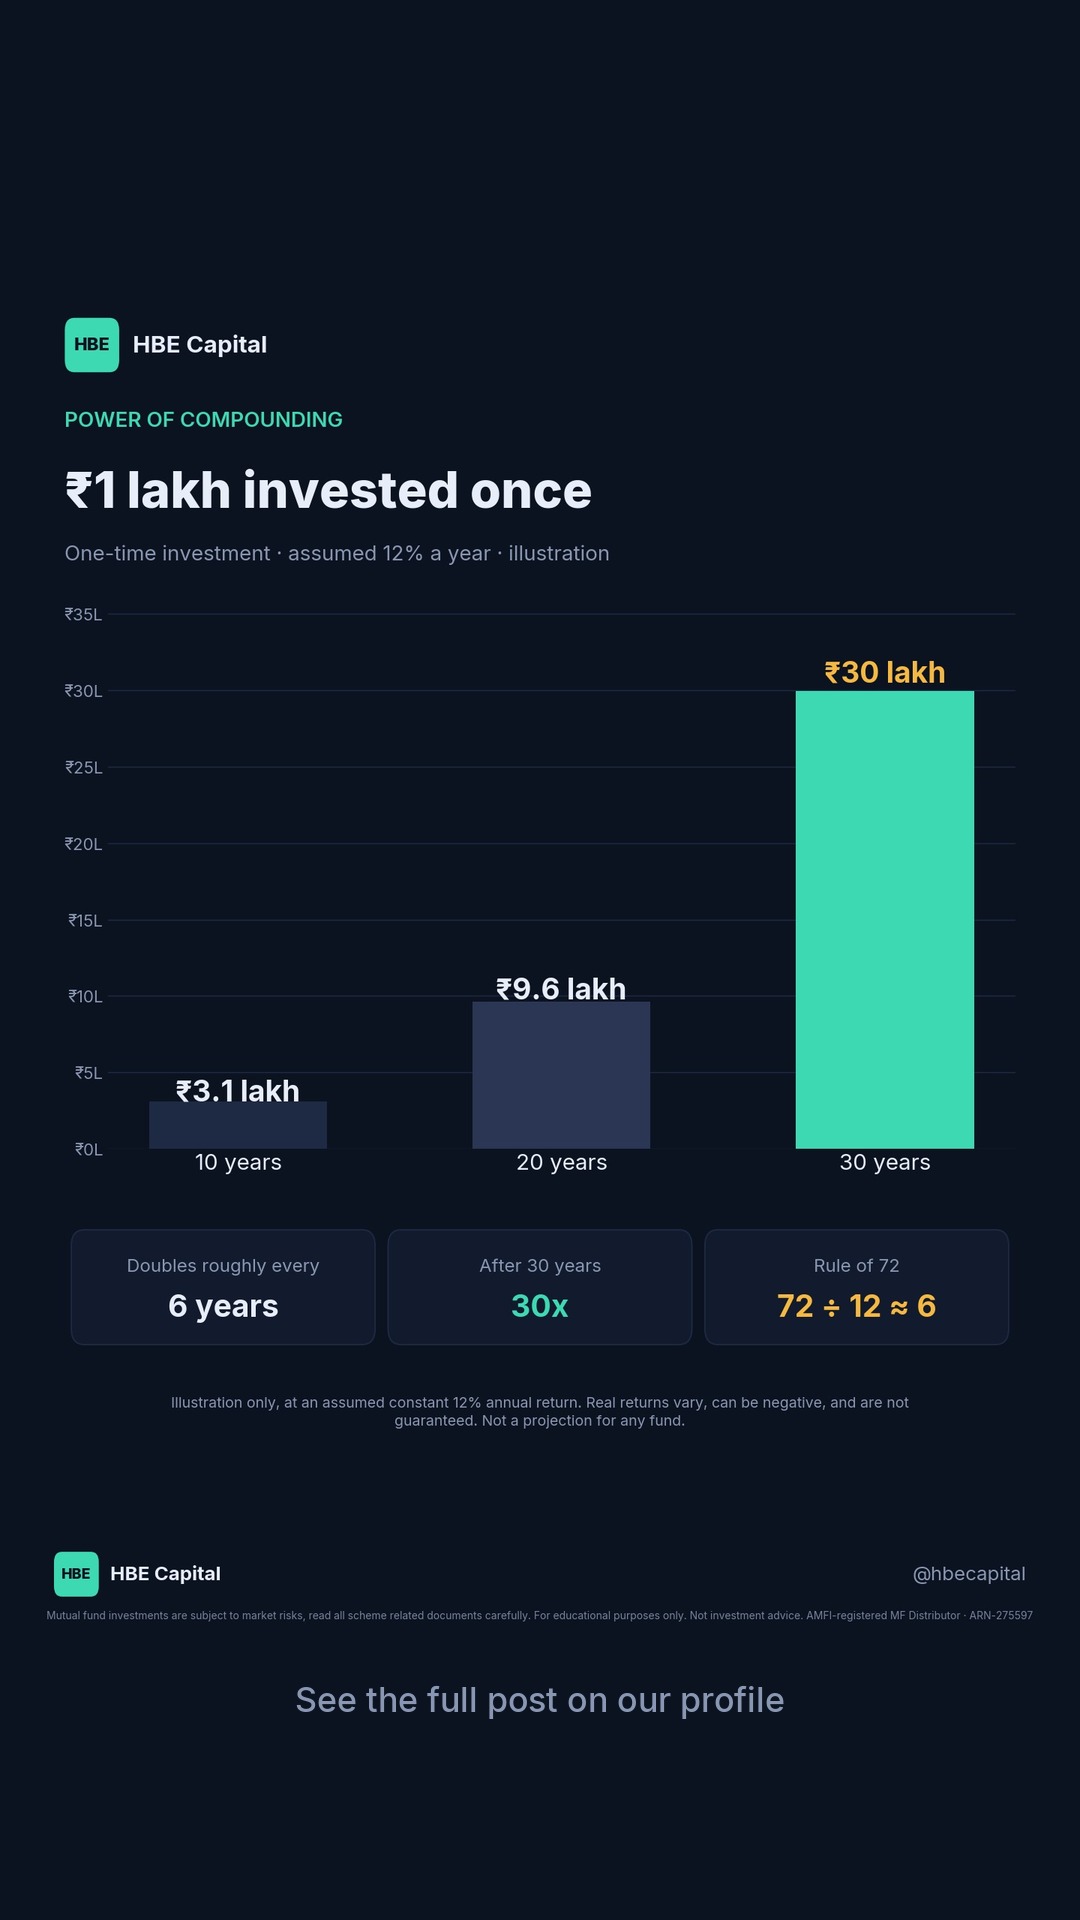 HBE HBE Capital
POWER OF COMPOUNDING
₹1 lakh invested once
One-time investment · assumed 12% a year · illustration
₹35L
₹30 lakh
₹30L
₹25L
₹20L
₹15L
₹9.6 lakh
₹10L
₹3.1 lakh
₹5L
₹0L
10 years 20 years 30 years
Doubles roughly every After 30 years Rule of 72
6 years 30x 72 ÷ 12 ≈ 6
Illustration only, at an assumed constant 12% annual return. Real returns vary, can be negative, and are not
guaranteed. Not a projection for any fund.
HBE HBE Capital @hbecapital
Mutual fund investments are subject to market risks, read all scheme related documents carefully. For educational purposes only. Not investment advice. AMFI-registered MF Distributor · ARN-275597
See the full post on our profile